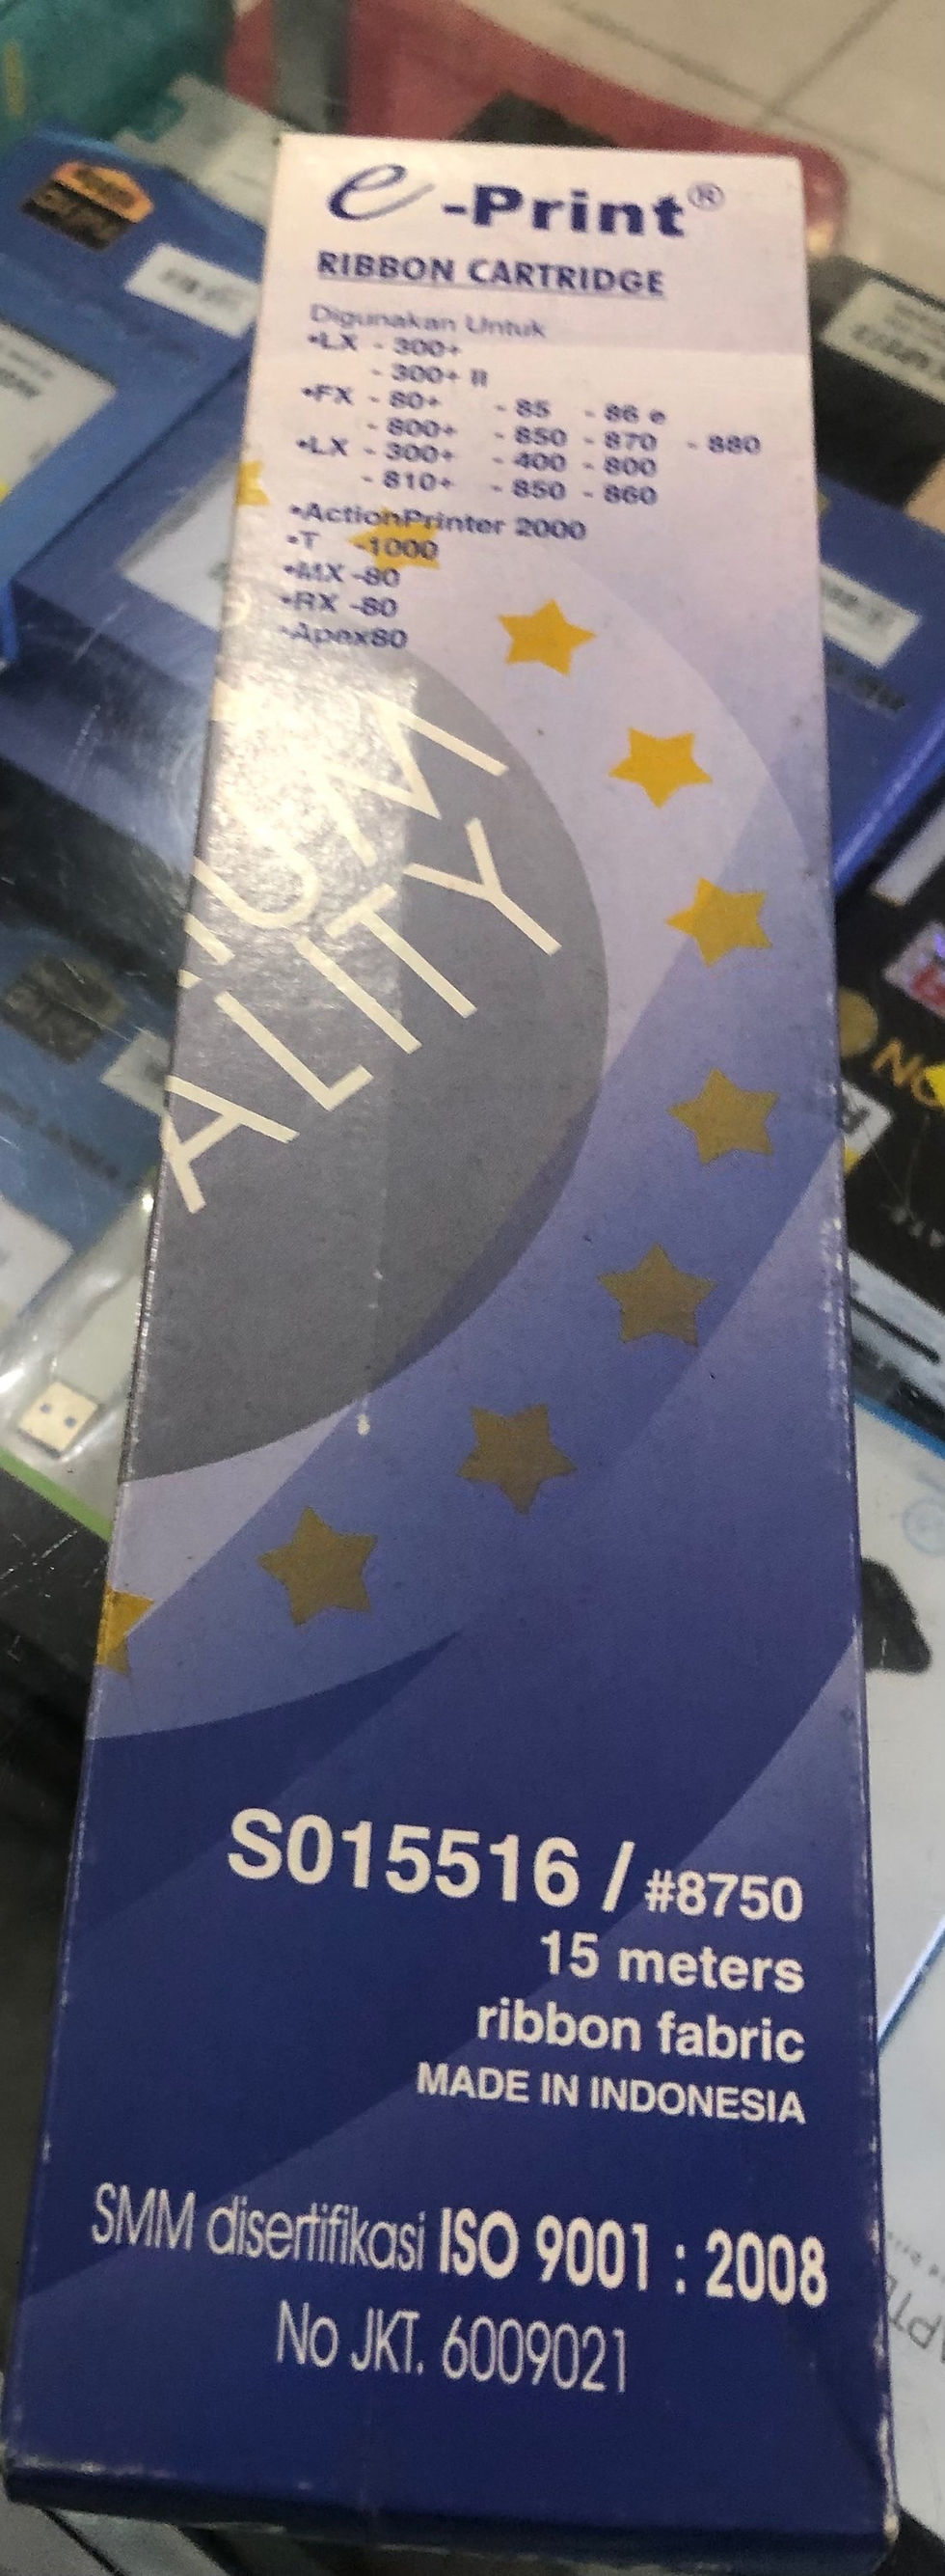 e-Print®
RIBBON CARTRIDGE
Digunakan Untuk
•LX - 300+
- 300+ II
•FX - 80+ - 85 - 86 e
- 800+ - 850 - 870 - 880
•LX - 300+ - 400 - 800
- 810+ - 850 - 860
•ActionPrinter 2000
•T -1000
•MX -80
•RX -80
•Apex80
IUM
ALITY
S015516 / #8750
15 meters
ribbon fabric
MADE IN INDONESIA
SMM disertifikasi ISO 9001 : 2008
No JKT. 6009021